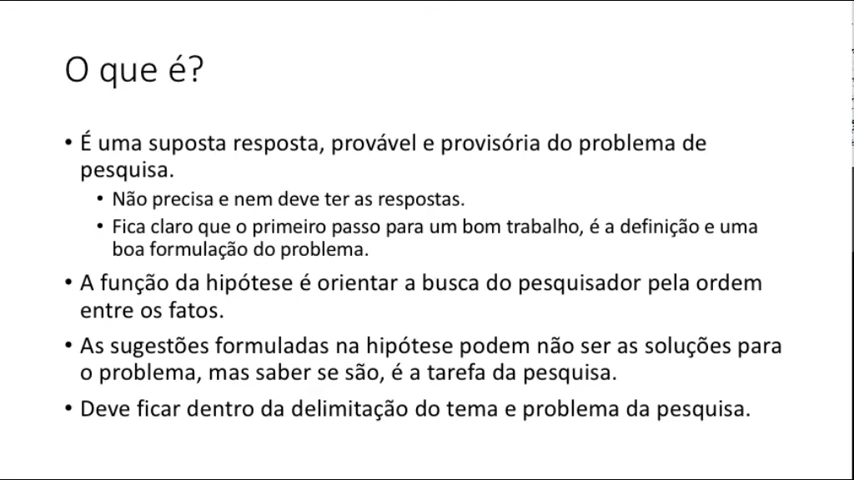 O que é?
• É uma suposta resposta, provável e provisória do problema de
pesquisa.
• Não precisa e nem deve ter as respostas.
• Fica claro que o primeiro passo para um bom trabalho, é a definição e uma
boa formulação do problema.
• A função da hipótese é orientar a busca do pesquisador pela ordem
entre os fatos.
• As sugestões formuladas na hipótese podem não ser as soluções para
o problema, mas saber se são, é a tarefa da pesquisa.
• Deve ficar dentro da delimitação do tema e problema da pesquisa.